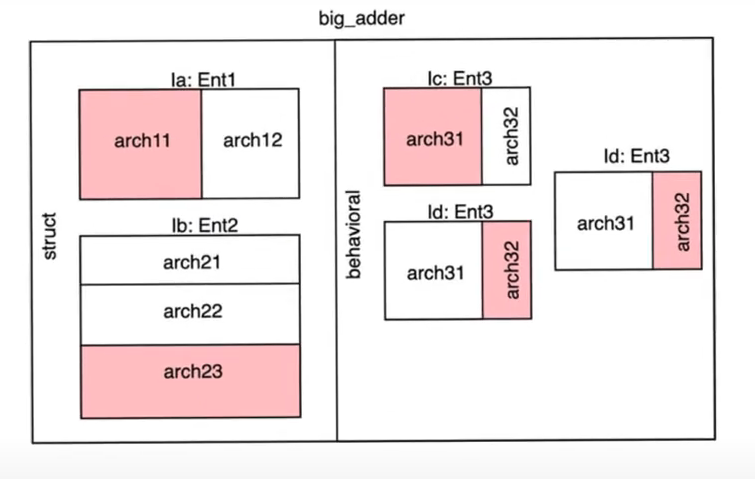 big_adder
struct
Ia: Ent1
arch11
arch12
Ib: Ent2
arch21
arch22
arch23
behavioral
Ic: Ent3
arch31
arch32
Id: Ent3
arch31
arch32
Id: Ent3
arch31
arch32